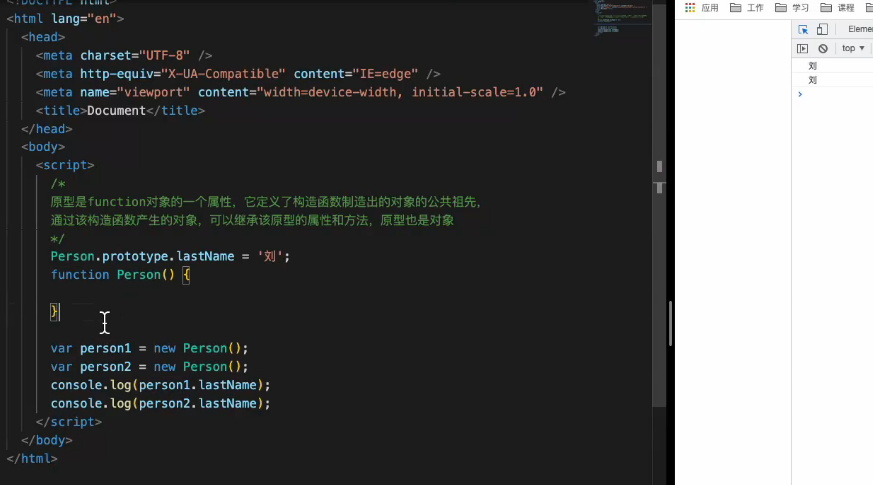 <!DOCTYPE html>
<html lang="en">
<head>
<meta charset="UTF-8" />
<meta http-equiv="X-UA-Compatible" content="IE=edge" />
<meta name="viewport" content="width=device-width, initial-scale=1.0" />
<title>Document</title>
</head>
<body>
<script>
/*
原型是function对象的一个属性，它定义了构造函数制造出的对象的公共祖先，
通过该构造函数产生的对象，可以继承该原型的属性和方法，原型也是对象
*/
Person.prototype.lastName = '刘';
function Person() {
}
var person1 = new Person();
var person2 = new Person();
console.log(person1.lastName);
console.log(person2.lastName);
</script>
</body>
</html>
应用 工作 学习 课程
Eleme
top
刘
刘